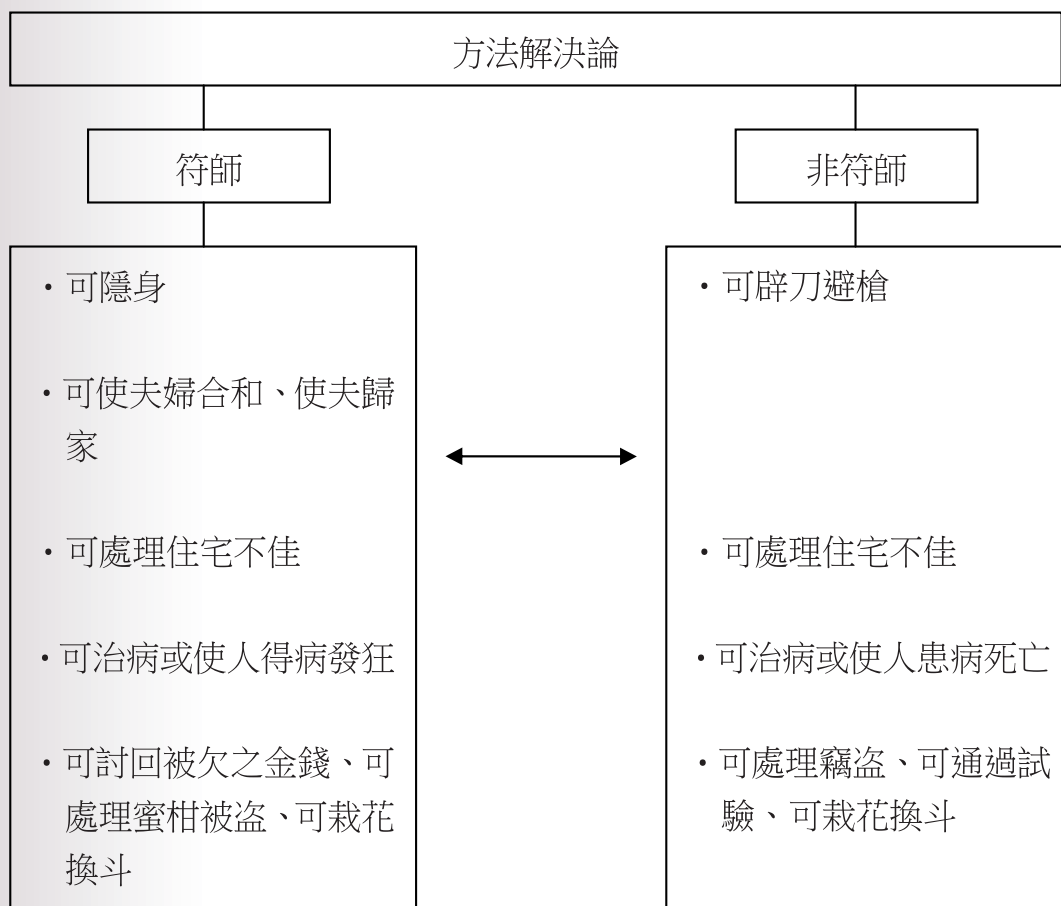 方法解決論
符師
非符師
・可隱身
・可使夫婦合和、使夫歸
家
・可處理住宅不佳
・可治病或使人得病發狂
・可討回被欠之金錢、可
處理蜜柑被盜、可栽花
換斗
・可辟刀避槍
・可處理住宅不佳
・可治病或使人患病死亡
・可處理竊盜、可通過試
驗、可栽花換斗